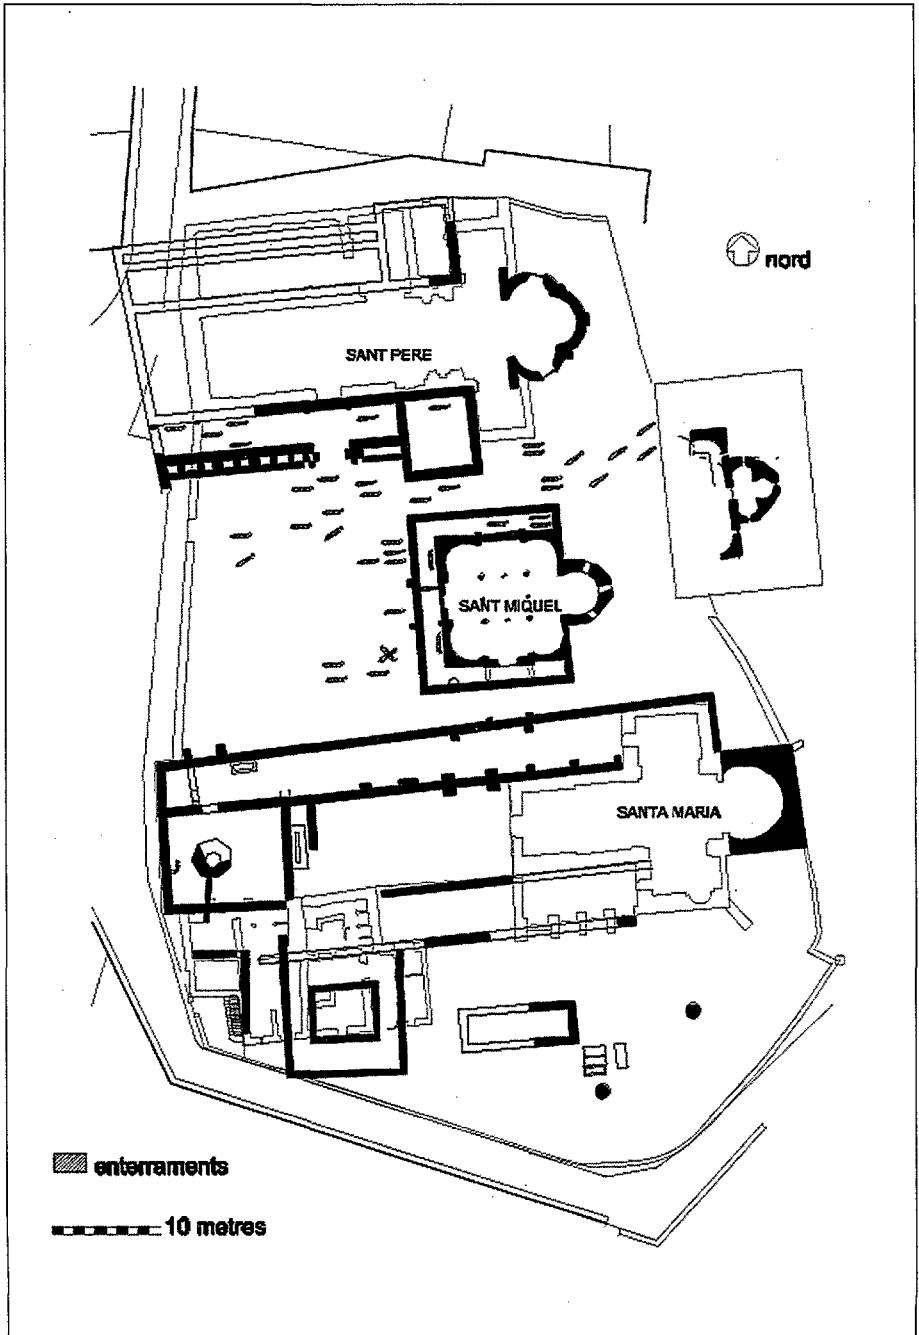 nord
SANT PERE
SANT MIQUEL
SANTA MARIA
enterraments
10 metres